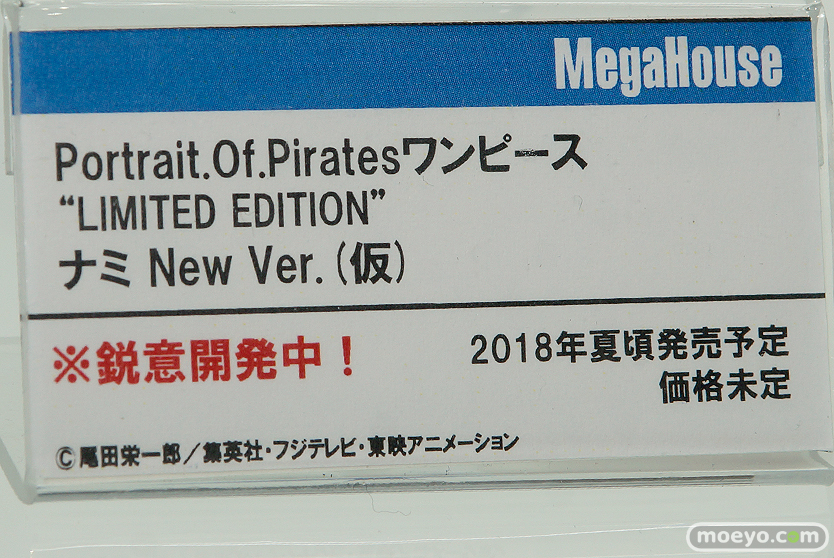 MegaHouse
Portrait.Of.Piratesワンピース
“LIMITED EDITION”
ナミ New Ver.(仮)
※鋭意開発中！
2018年夏頃発売予定
価格未定
©尾田栄一郎／集英社・フジテレビ・東映アニメーション
moeyo.com